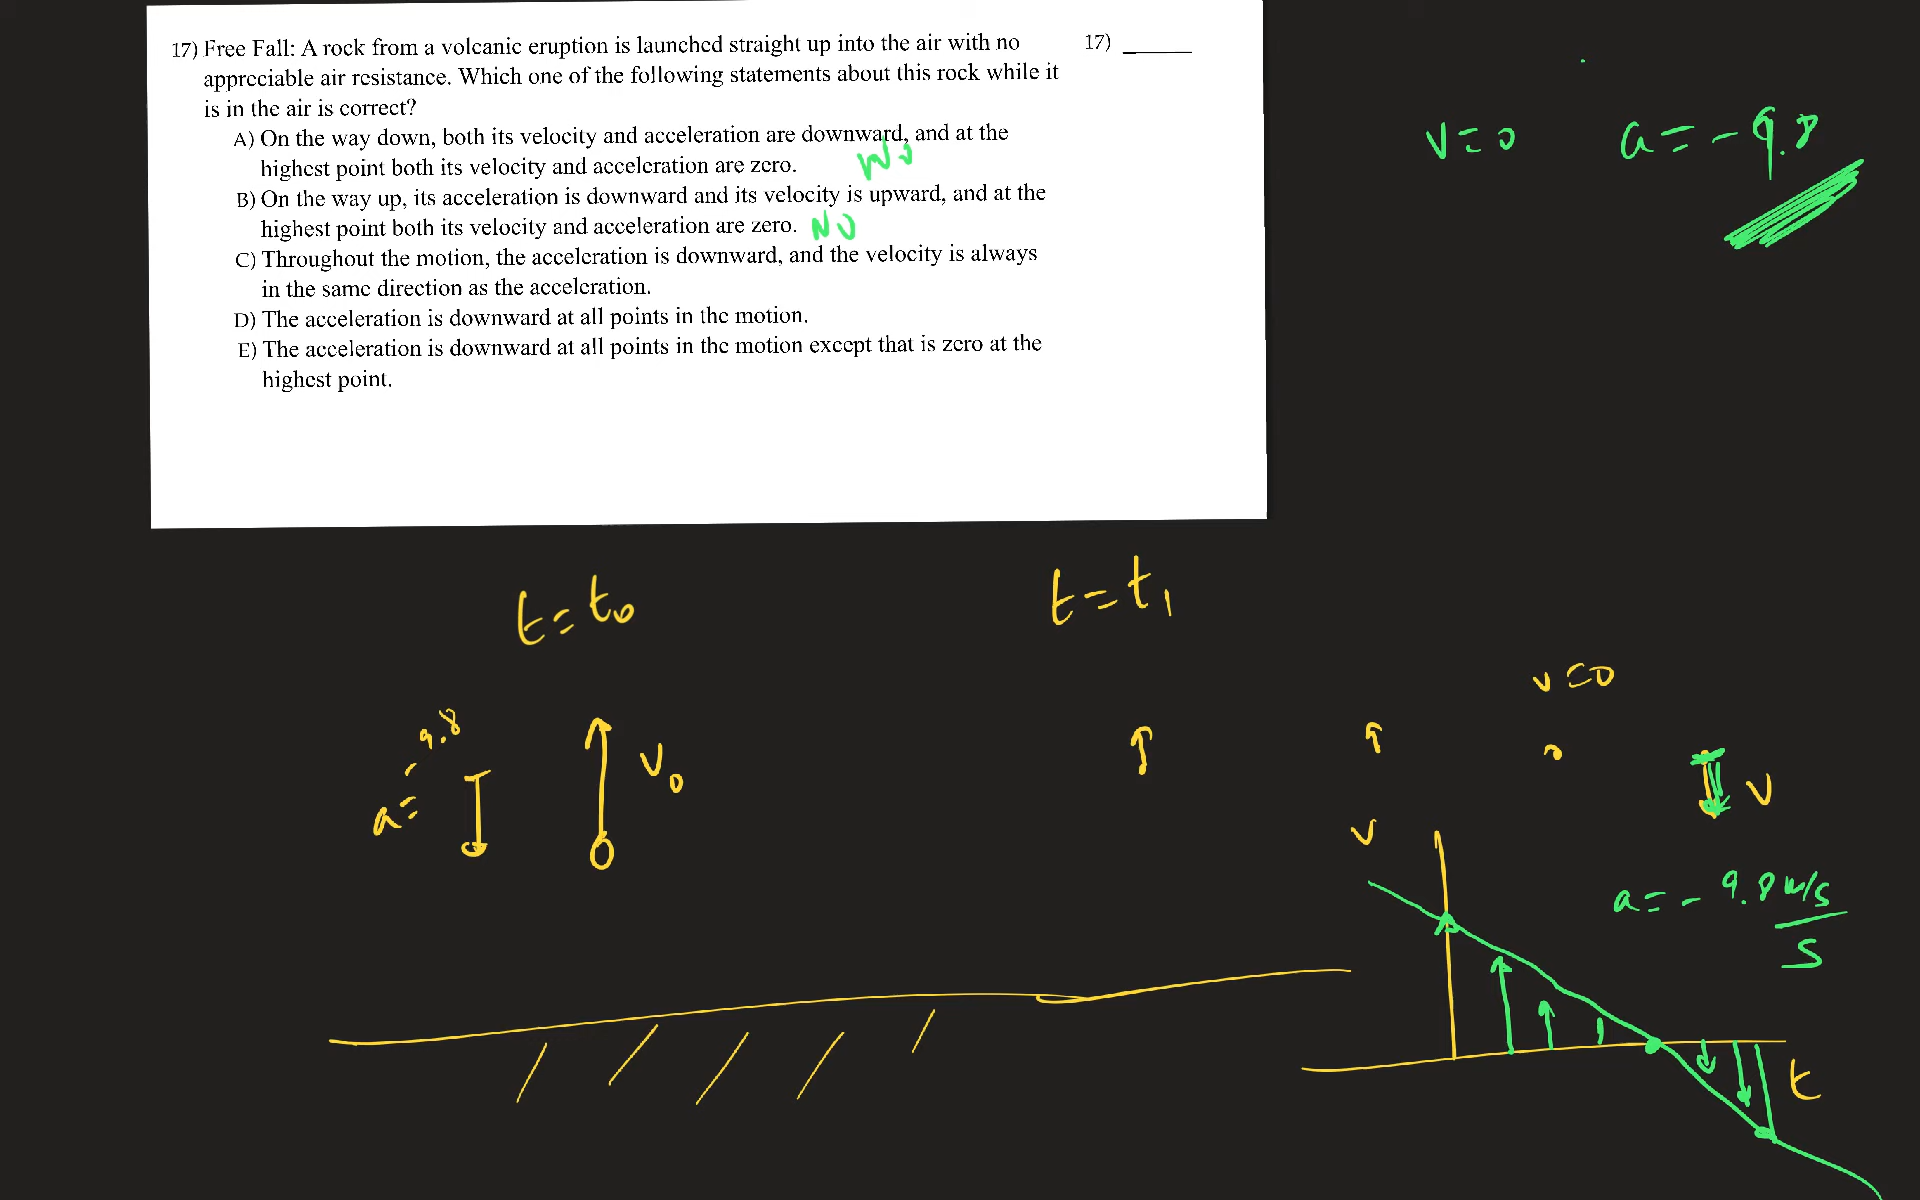 17) Free Fall: A rock from a volcanic eruption is launched straight up into the air with no
17) ______
appreciable air resistance. Which one of the following statements about this rock while it
is in the air is correct?
A) On the way down, both its velocity and acceleration are downward, and at the
highest point both its velocity and acceleration are zero.
No
B) On the way up, its acceleration is downward and its velocity is upward, and at the
highest point both its velocity and acceleration are zero.
NO
C) Throughout the motion, the acceleration is downward, and the velocity is always
in the same direction as the acceleration.
D) The acceleration is downward at all points in the motion.
E) The acceleration is downward at all points in the motion except that is zero at the
highest point.
v=0 a=-9.8
t=t0
t=t1
v=0
a=-9.8
v0
v
v
a=-9.8 m/s
s
t